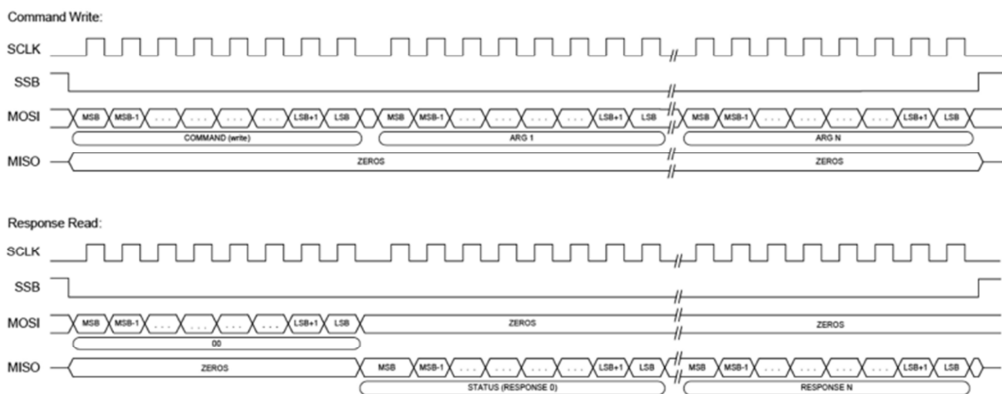 Command Write:
SCLK
SSB
MOSI MSB MSB-1 ... ... ... ... LSB+1 LSB MSB MSB-1 ... ... ... ... LSB+1 LSB // MSB MSB-1 ... ... ... ... LSB+1 LSB
COMMAND (write) ARG 1 ARG N
MISO ZEROS ZEROS
Response Read:
SCLK
SSB
MOSI MSB MSB-1 ... ... ... ... LSB+1 LSB ZEROS ZEROS
00
MISO ZEROS MSB MSB-1 ... ... ... ... LSB+1 LSB MSB MSB-1 ... ... ... ... LSB+1 LSB
STATUS (RESPONSE 0) RESPONSE N